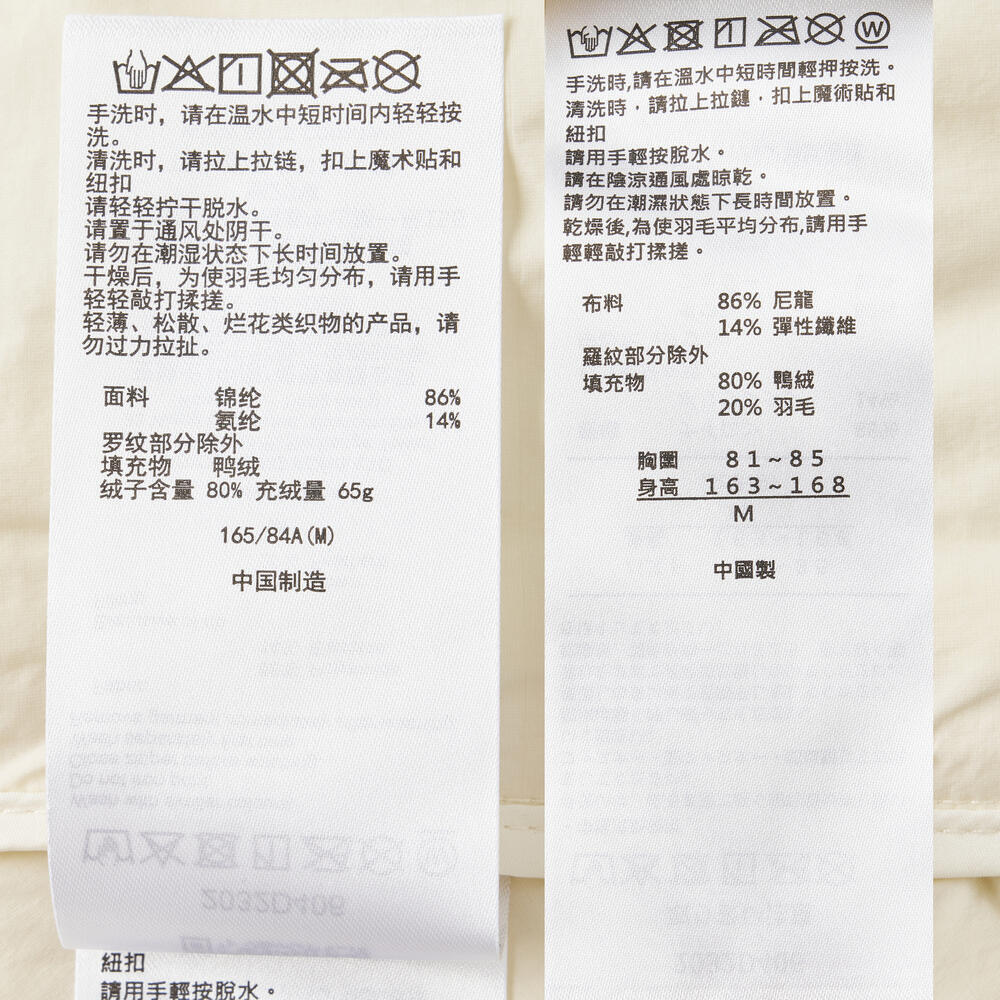 手洗时，请在温水中短时间内轻轻按
洗。
清洗时，请拉上拉链，扣上魔术贴和
纽扣
请轻轻拧干脱水。
请置于通风处阴干。
请勿在潮湿状态下长时间放置。
干燥后，为使羽毛均匀分布，请用手
轻轻敲打揉搓。
轻薄、松散、烂花类织物的产品，请
勿过力拉扯。
面料 锦纶 86%
氨纶 14%
罗纹部分除外
填充物 鸭绒
绒子含量 80% 充绒量 65g
165/84A(M)
中国制造
2032D406
紐扣
請用手輕按脫水。
W
手洗時,請在溫水中短時間輕押按洗。
清洗時，請拉上拉鏈，扣上魔術貼和
紐扣
請用手輕按脫水。
請在陰涼通風處晾乾。
請勿在潮濕狀態下長時間放置。
乾燥後,為使羽毛平均分布,請用手
輕輕敲打揉搓。
布料 86% 尼龍
14% 彈性纖維
羅紋部分除外
填充物 80% 鴨絨
20% 羽毛
胸圍 81~85
身高 163~168
M
中國製